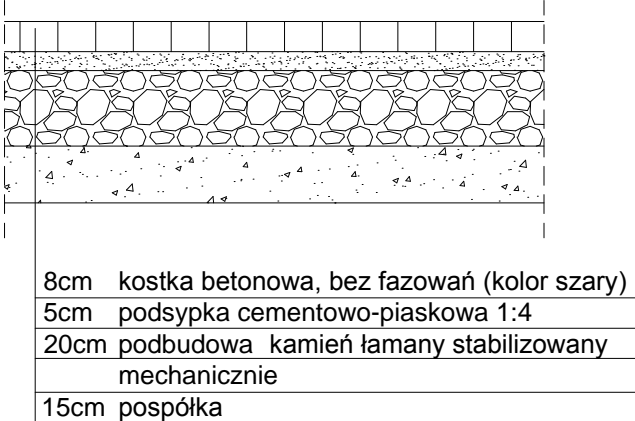 8cm kostka betonowa, bez fazowań (kolor szary)
5cm podsypka cementowo-piaskowa 1:4
20cm podbudowa kamień łamany stabilizowany
mechanicznie
15cm pospółka